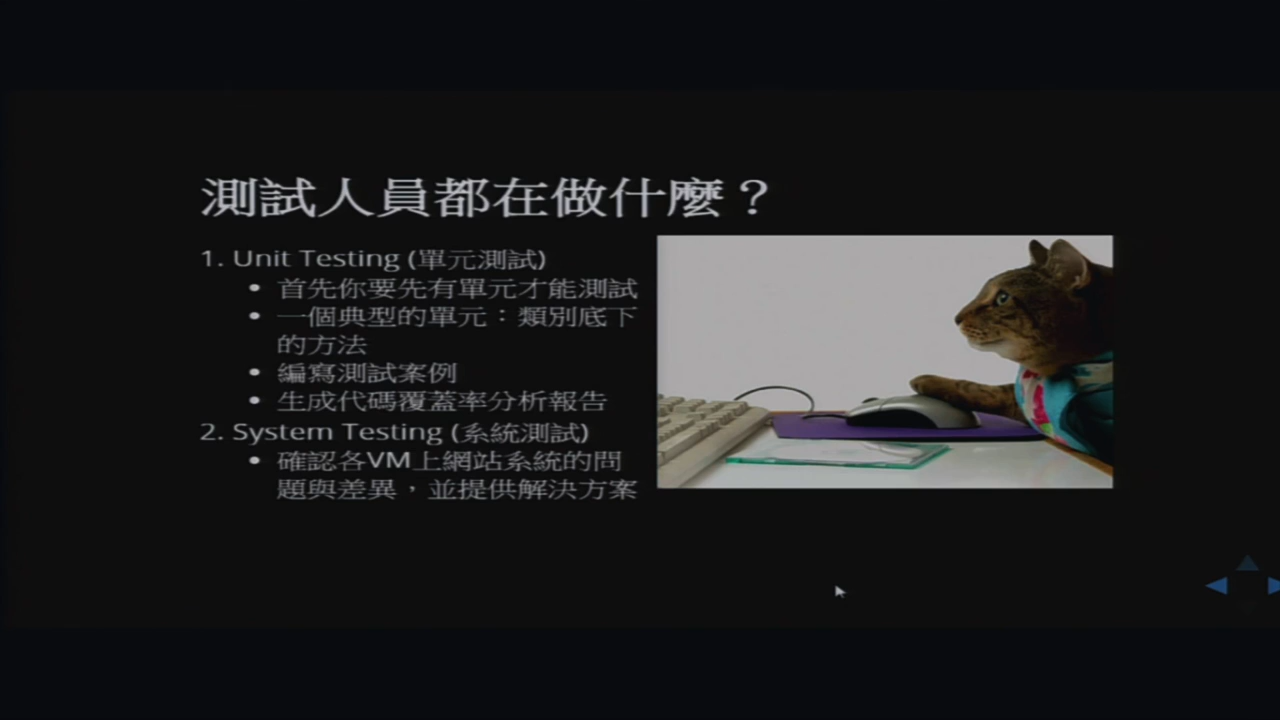 測試人員都在做什麼？
1. Unit Testing (單元測試)
• 首先你要先有單元才能測試
• 一個典型的單元：類別底下
的方法
• 編寫測試案例
• 生成代碼覆蓋率分析報告
2. System Testing (系統測試)
• 確認各VM上網站系統的問
題與差異，並提供解決方案